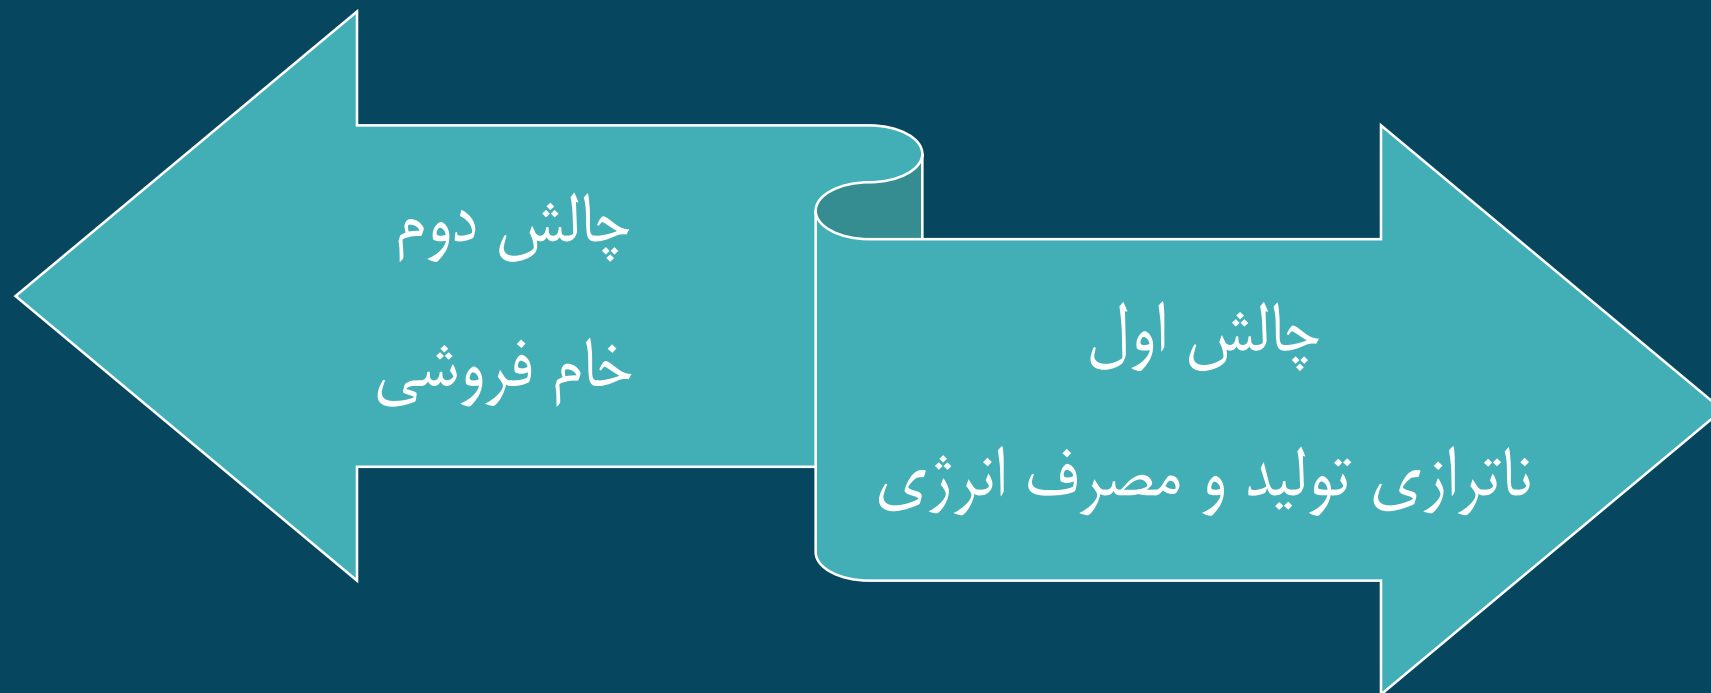 چالش اول
ناترازی تولید و مصرف انرژی
چالش دوم
خام فروشی